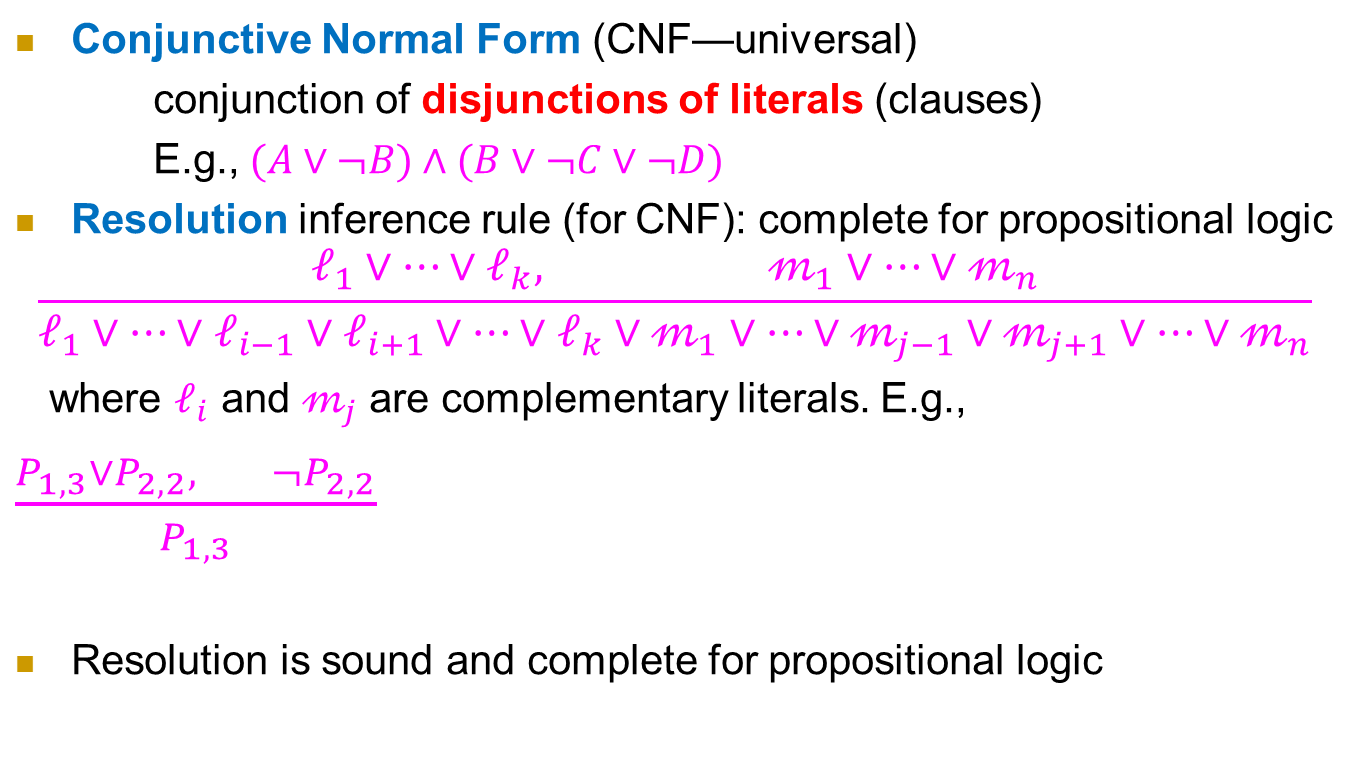 ■ Conjunctive Normal Form (CNF—universal)
conjunction of disjunctions of literals (clauses)
E.g., (A ∨ ¬B) ∧ (B ∨ ¬C ∨ ¬D)
■ Resolution inference rule (for CNF): complete for propositional logic
ℓ₁ ∨ ⋯ ∨ ℓₖ, 𝓂₁ ∨ ⋯ ∨ 𝓂ₙ
ℓ₁ ∨ ⋯ ∨ ℓᵢ₋₁ ∨ ℓᵢ₊₁ ∨ ⋯ ∨ ℓₖ ∨ 𝓂₁ ∨ ⋯ ∨ 𝓂ⱼ₋₁ ∨ 𝓂ⱼ₊₁ ∨ ⋯ ∨ 𝓂ₙ
where ℓᵢ and 𝓂ⱼ are complementary literals. E.g.,
P₁,₃∨P₂,₂, ¬P₂,₂
P₁,₃
■ Resolution is sound and complete for propositional logic